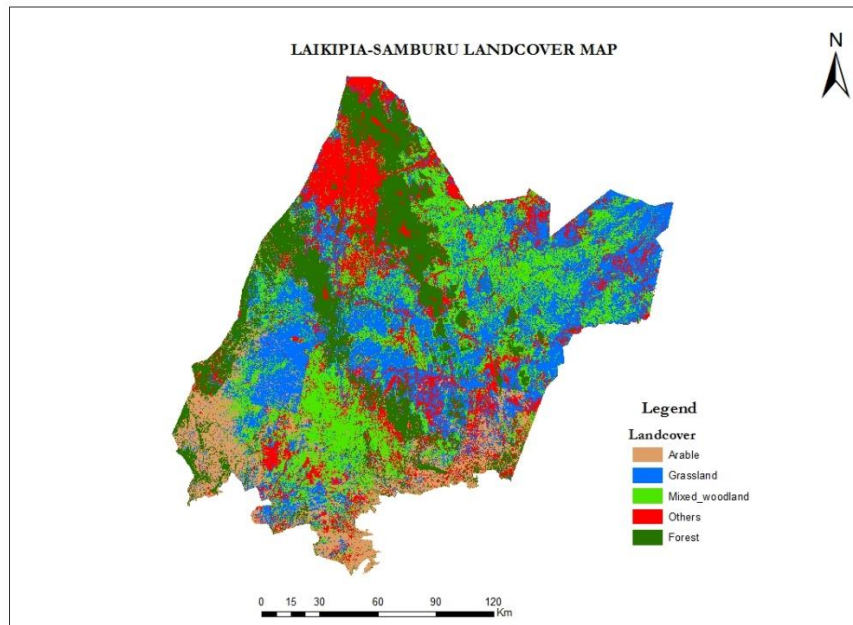 LAIKIPIA-SAMBURU LANDCOVER MAP
N
Legend
Landcover
Arable
Grassland
Mixed_woodland
Others
Forest
0 15 30 60 90 120
Km